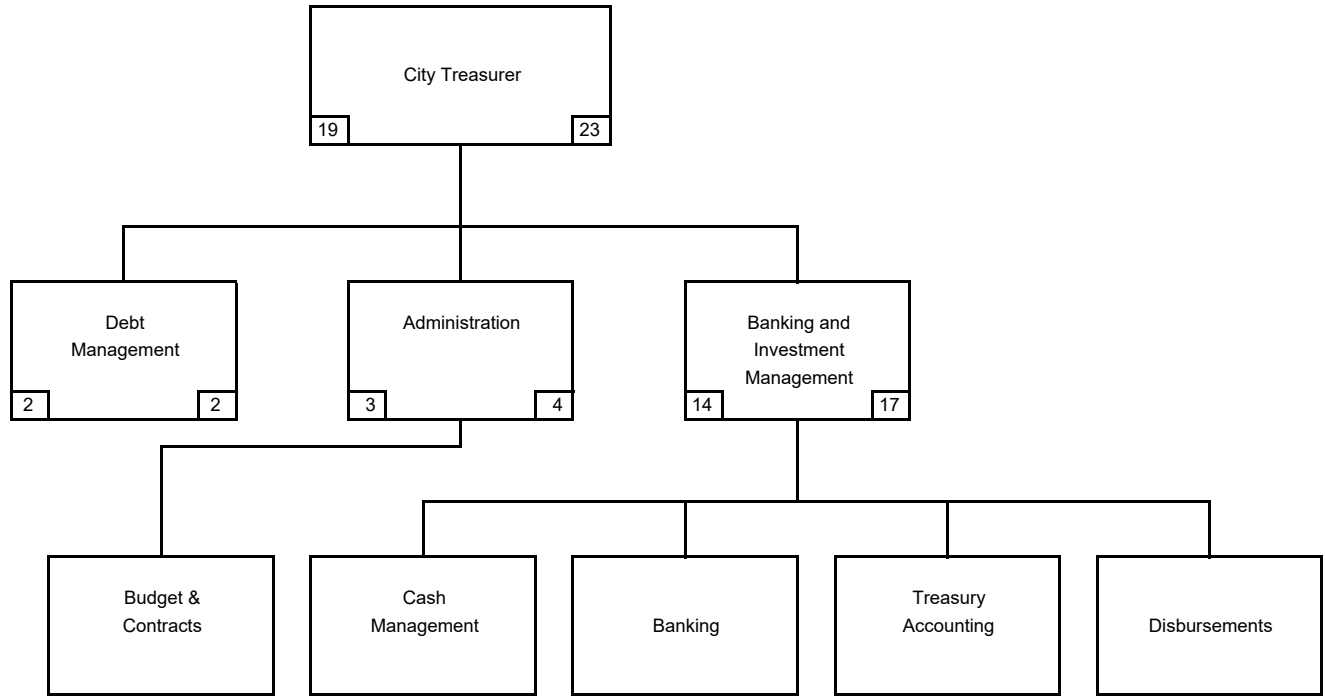 City Treasurer
19
23
Debt
Management
2
2
Administration
3
4
Banking and
Investment
Management
14
17
Budget &
Contracts
Cash
Management
Banking
Treasury
Accounting
Disbursements